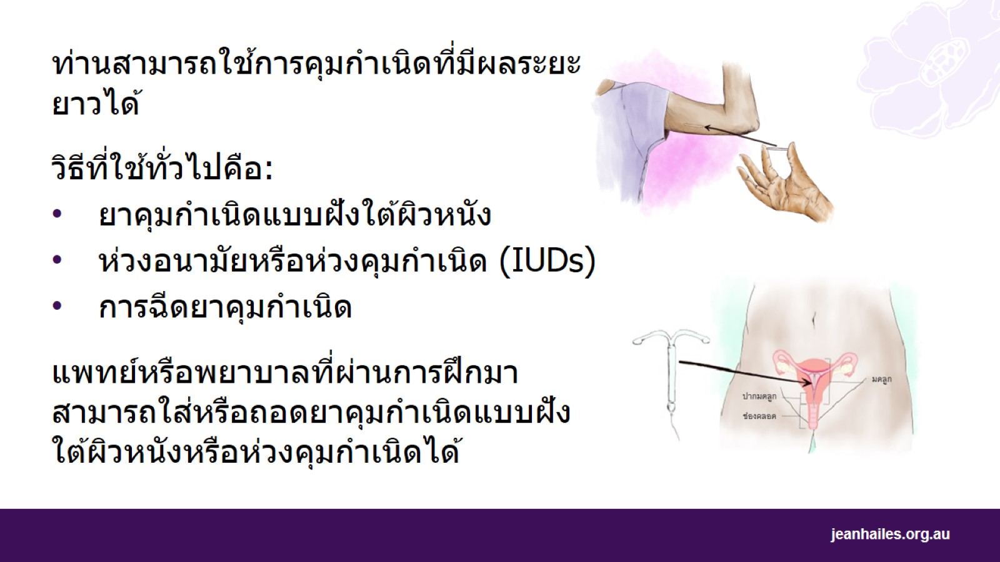 ท่านสามารถใช้การคุมกำเนิดที่มีผลระยะ
ยาวได้
วิธีที่ใช้ทั่วไปคือ:
• ยาคุมกำเนิดแบบฝังใต้ผิวหนัง
• ห่วงอนามัยหรือห่วงคุมกำเนิด (IUDs)
• การฉีดยาคุมกำเนิด
แพทย์หรือพยาบาลที่ผ่านการฝึกมา
สามารถใส่หรือถอดยาคุมกำเนิดแบบฝัง
ใต้ผิวหนังหรือห่วงคุมกำเนิดได้
มดลูก
ปากมดลูก
ช่องคลอด
jeanhailes.org.au